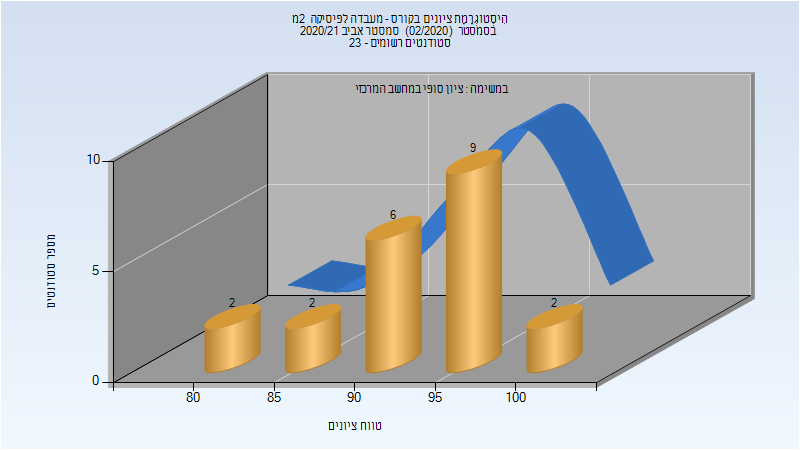 היסטוגרמת ציונים בקורס - מעבדה לפיסיקה 2מ
בסמסטר (02/2020) סמסטר אביב 2020/21
סטודנטים רשומים - 23
במשימה : ציון סופי במחשב המרכזי
מספר סטודנטים
10
5
0
2
2
6
9
2
80
85
90
95
100
טווח ציונים